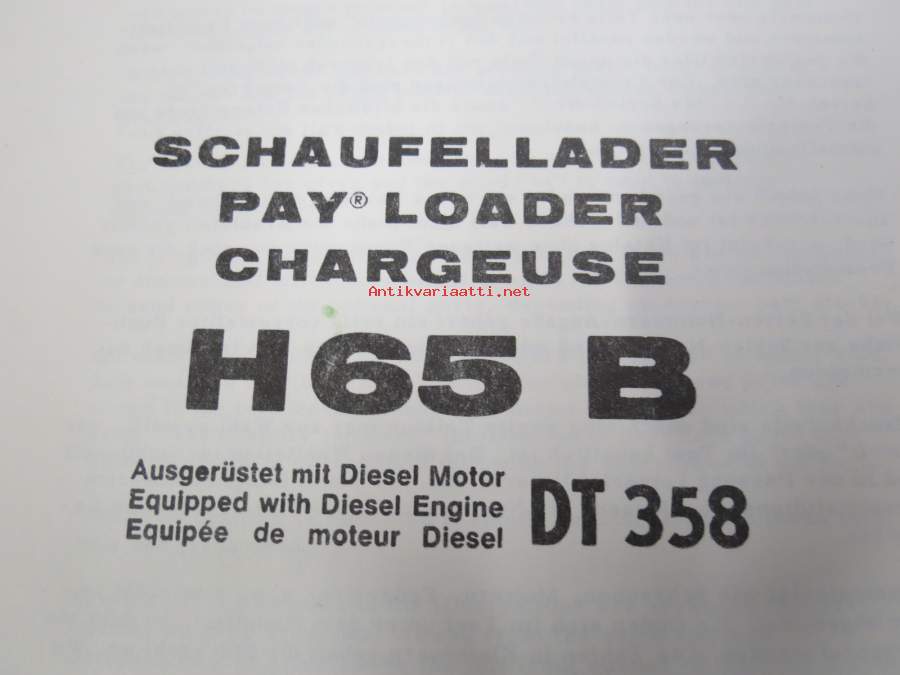 SCHAUFELLADER
PAY® LOADER
CHARGEUSE
Antikvariaatti.net
H65 B
Ausgerüstet mit Diesel Motor
Equipped with Diesel Engine
Equipée de moteur Diesel
DT 358